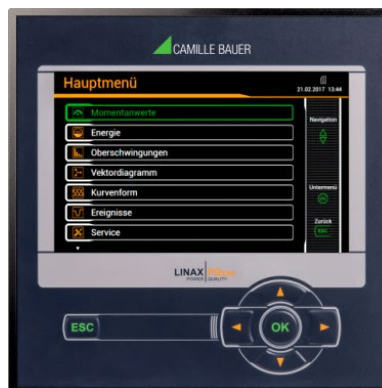 CAMILLE BAUER
Hauptmenü
21.02.2017 13:44
Momentanwerte
Navigation
Energie
Oberschwingungen
Vektordiagramm
Untermenü
Kurvenform
Ereignisse
Zurück
ESC
Service
LINAX
POWER QUALITY
ESC
OK